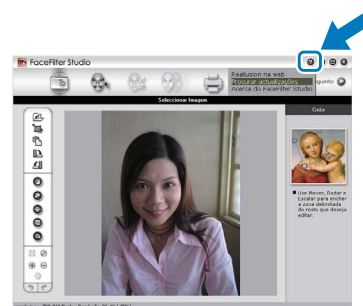 FaceFilter Studio
Reallusion na web
Procurar actualizações
Acerca do FaceFilter Studio
Seleccionar Imagem
Guia
Use Mover, Rodar e
Escalar para encher
a zona delimitada
do rosto que deseja
editar.